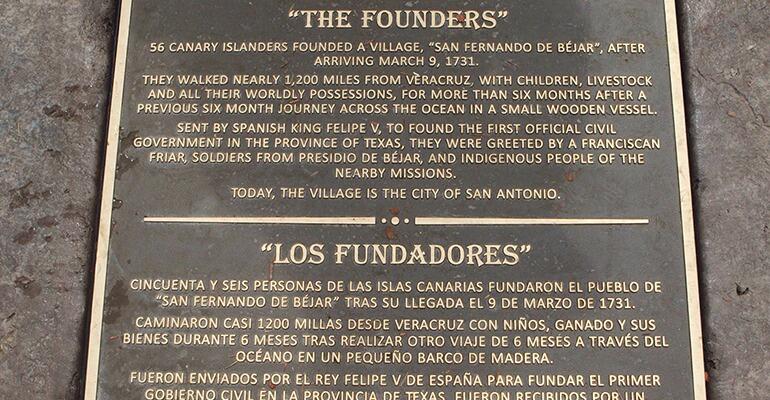 "THE FOUNDERS"
56 CANARY ISLANDERS FOUNDED A VILLAGE, "SAN FERNANDO DE BÉJAR", AFTER
ARRIVING MARCH 9, 1731.
THEY WALKED NEARLY 1,200 MILES FROM VERACRUZ, WITH CHILDREN, LIVESTOCK
AND ALL THEIR WORLDLY POSSESSIONS, FOR MORE THAN SIX MONTHS AFTER A
PREVIOUS SIX MONTH JOURNEY ACROSS THE OCEAN IN A SMALL WOODEN VESSEL.
SENT BY SPANISH KING FELIPE V, TO FOUND THE FIRST OFFICIAL CIVIL
GOVERNMENT IN THE PROVINCE OF TEXAS, THEY WERE GREETED BY A FRANCISCAN
FRIAR, SOLDIERS FROM PRESIDIO DE BÉJAR, AND INDIGENOUS PEOPLE OF THE
NEARBY MISSIONS.
TODAY, THE VILLAGE IS THE CITY OF SAN ANTONIO.
"LOS FUNDADORES"
CINCUENTA Y SEIS PERSONAS DE LAS ISLAS CANARIAS FUNDARON EL PUEBLO DE
"SAN FERNANDO DE BÉJAR" TRAS SU LLEGADA EL 9 DE MARZO DE 1731.
CAMINARON CASI 1200 MILLAS DESDE VERACRUZ CON NIÑOS, GANADO Y SUS
BIENES DURANTE 6 MESES TRAS REALIZAR OTRO VIAJE DE 6 MESES A TRAVÉS DEL
OCÉANO EN UN PEQUEÑO BARCO DE MADERA.
FUERON ENVIADOS POR EL REY FELIPE V DE ESPAÑA PARA FUNDAR EL PRIMER
GOBIERNO CIVIL EN LA PROVINCIA DE TEXAS. FUERON RECIBIDOS POR UN